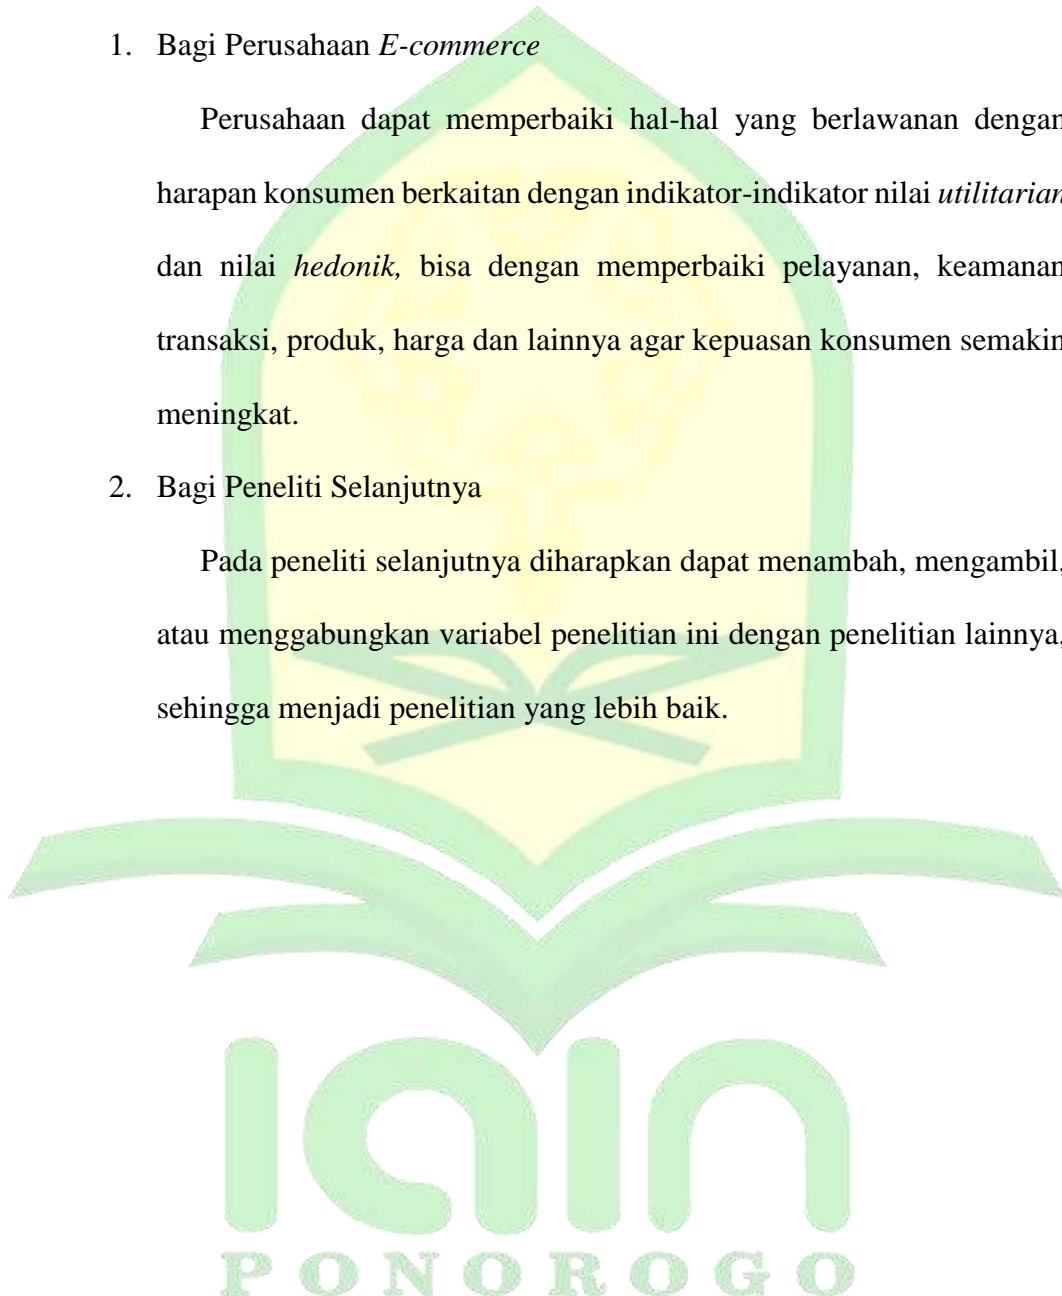 1. Bagi Perusahaan E-commerce
Perusahaan dapat memperbaiki hal-hal yang berlawanan dengan
harapan konsumen berkaitan dengan indikator-indikator nilai utilitarian
dan nilai hedonik, bisa dengan memperbaiki pelayanan, keamanan
transaksi, produk, harga dan lainnya agar kepuasan konsumen semakin
meningkat.
2. Bagi Peneliti Selanjutnya
Pada peneliti selanjutnya diharapkan dapat menambah, mengambil,
atau menggabungkan variabel penelitian ini dengan penelitian lainnya,
sehingga menjadi penelitian yang lebih baik.
iain
PONOROGO